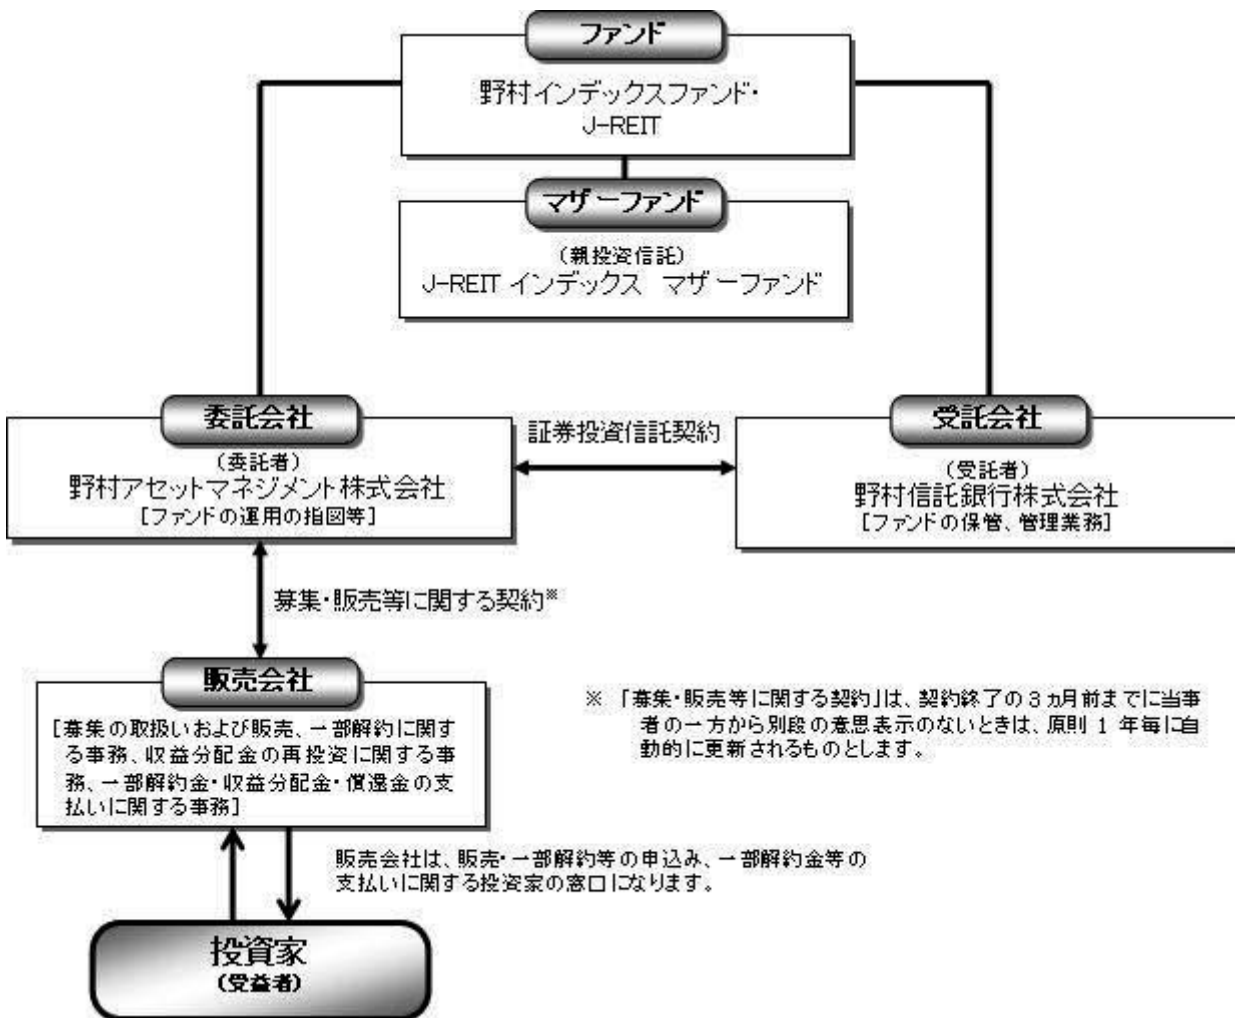 ファンド
野村インデックスファンド・
J-REIT
マザーファンド
（親投資信託）
J-REIT インデックス　マザーファンド
委託会社
（委託者）
野村アセットマネジメント株式会社
[ファンドの運用の指図等]
証券投資信託契約
受託会社
（受託者）
野村信託銀行株式会社
[ファンドの保管、管理業務]
募集・販売等に関する契約※
販売会社
[募集の取扱いおよび販売、一部解約に関す
る事務、収益分配金の再投資に関する事
務、一部解約金・収益分配金・償還金の支
払いに関する事務]
※　「募集・販売等に関する契約」は、契約終了の３ヵ月前までに当事
者の一方から別段の意思表示のないときは、原則 1 年毎に自
動的に更新されるものとします。
販売会社は、販売・一部解約等の申込み、一部解約金等の
支払いに関する投資家の窓口になります。
投資家
（受益者）